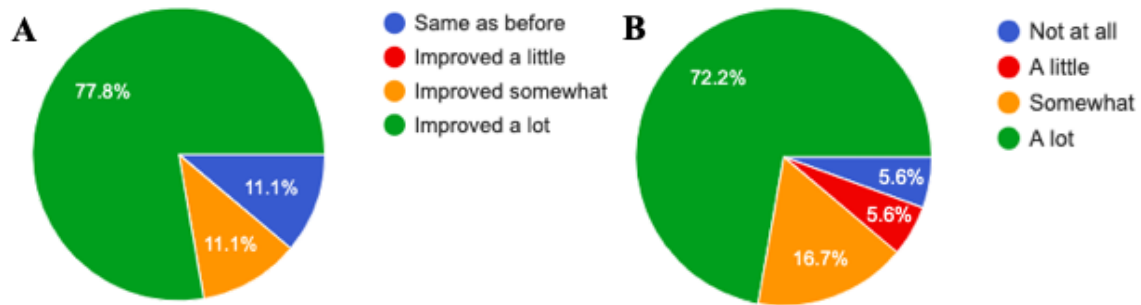 A
77.8%
11.1%
11.1%
Same as before
Improved a little
Improved somewhat
Improved a lot
B
72.2%
5.6%
5.6%
16.7%
Not at all
A little
Somewhat
A lot